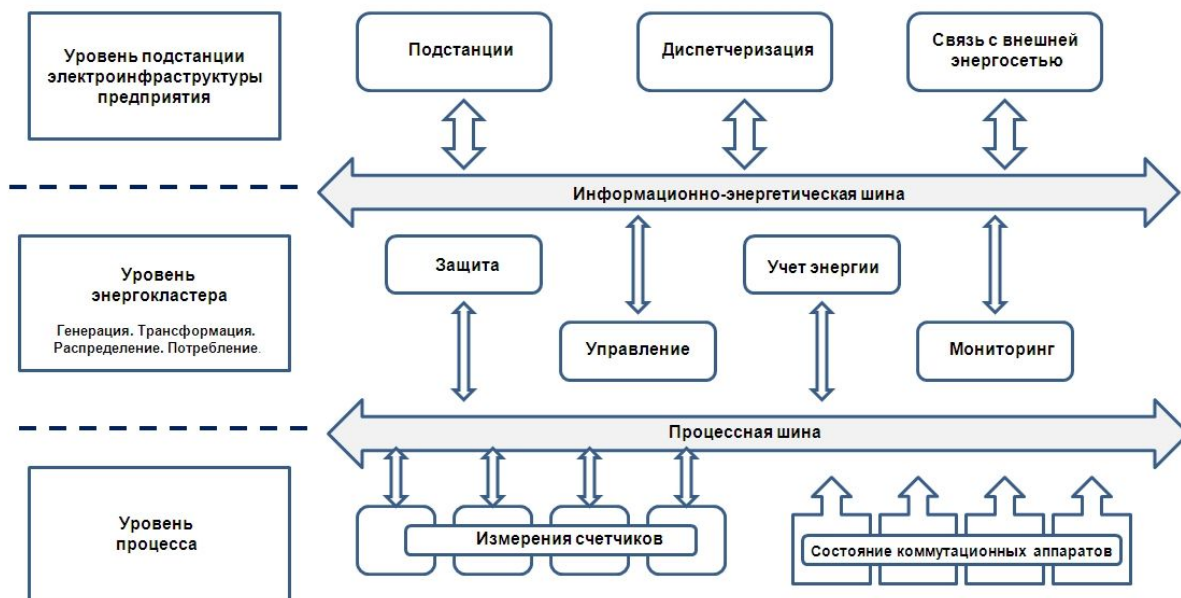 Уровень подстанции
электроинфраструктуры
предприятия
Подстанции
Диспетчеризация
Связь с внешней
энергосетью
Информационно-энергетическая шина
Уровень
энергокластера
Генерация. Трансформация.
Распределение. Потребление.
Защита
Учет энергии
Управление
Мониторинг
Процессная шина
Уровень
процесса
Измерения счетчиков
Состояние коммутационных аппаратов